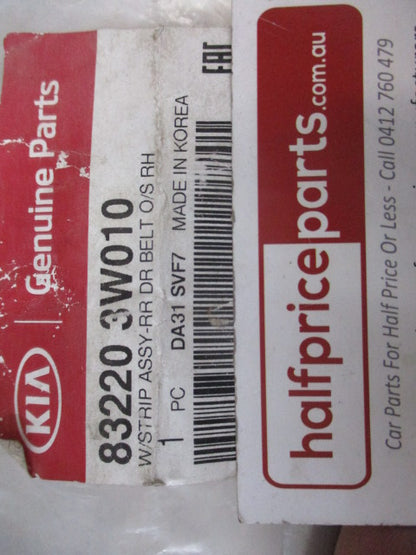 KIA
Genuine Parts
83220 3W010
W/STRIP ASSY-RR DR BELT O/S RH
1 PC DA31 SVF7 MADE IN KOREA
EAC
halfpriceparts.com.au
Car Parts For Half Price Or Less - Call 0412 760 479